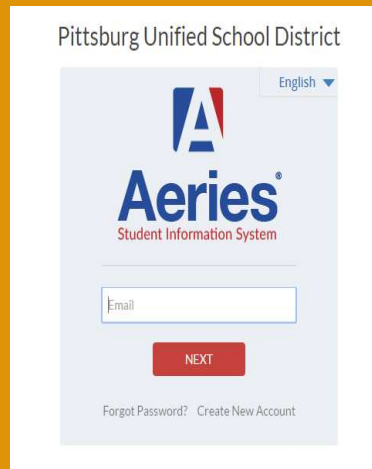 Pittsburg Unified School District
English
A
Aeries®
Student Information System
Email
NEXT
Forgot Password? Create New Account